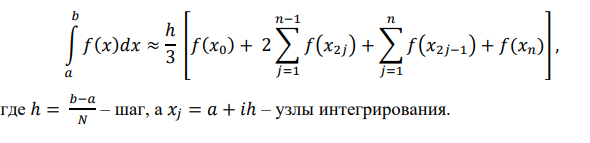 ∫_a^b f(x)dx ≈ h/3 [f(x₀) + 2 ∑_{j=1}^{n−1} f(x_{2j}) + ∑_{j=1}^{n} f(x_{2j−1}) + f(x_n)],
где h = (b−a)/N – шаг, а x_j = a + ih – узлы интегрирования.